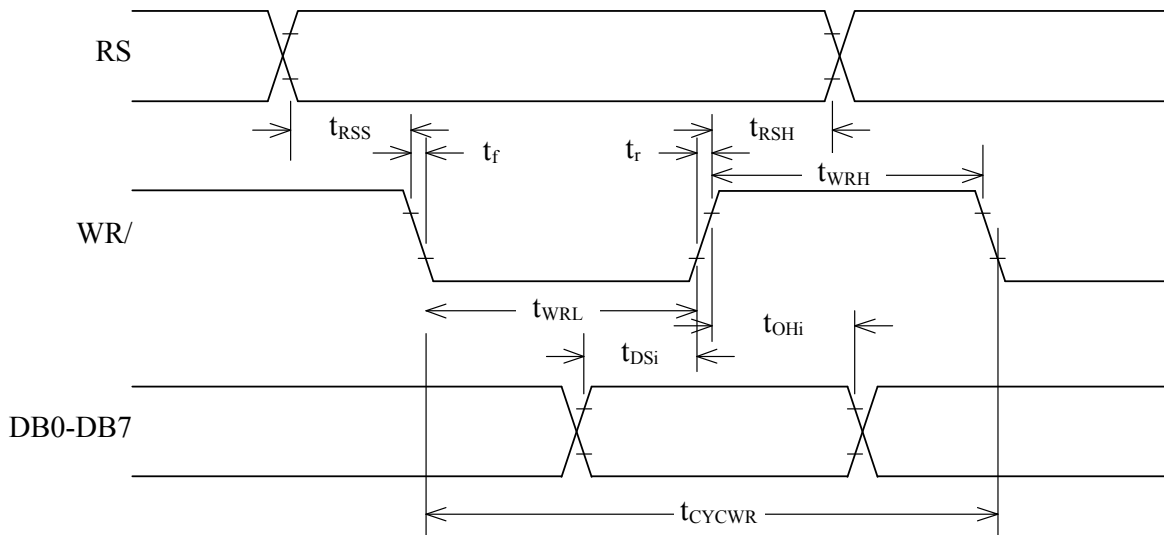 RS
tRSS
tRSH
tf
tr
tWRH
WR/
tWRL
tOHi
tDSi
DB0-DB7
tCYCWR